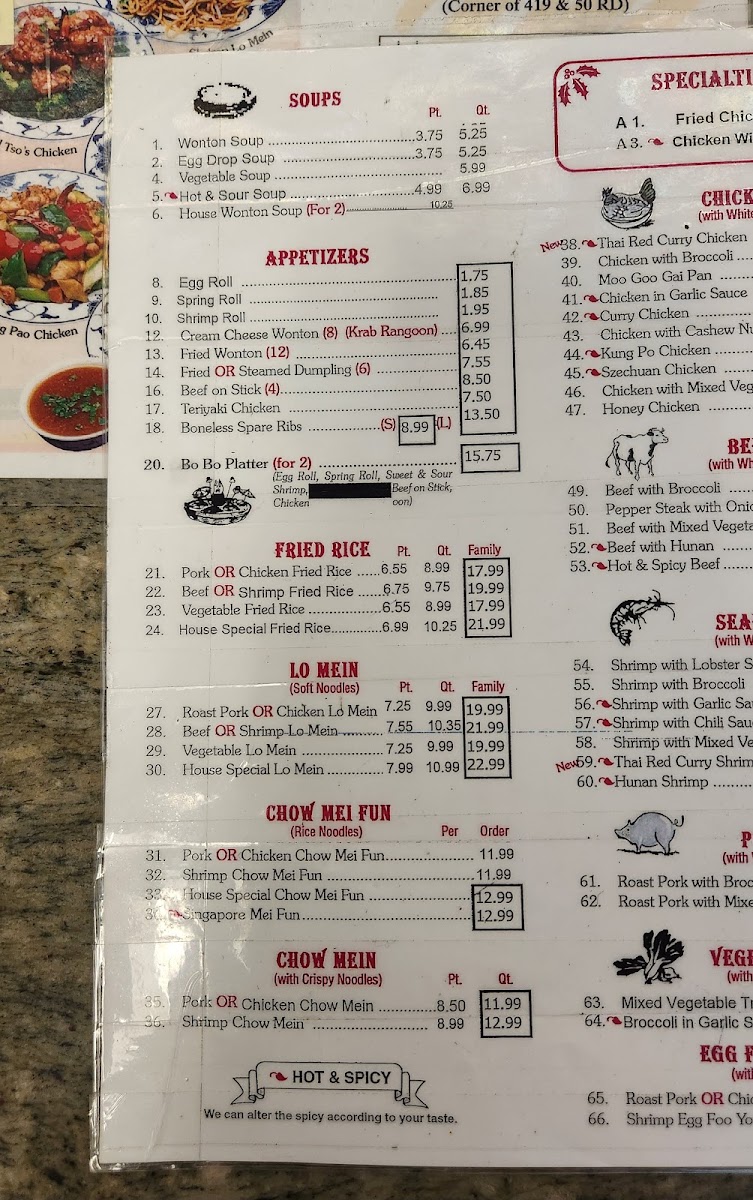 (Corner of 419 & 50 RD)
Lo Mein
Tso's Chicken
Pao Chicken
SOUPS
Pt. Qt.
1. Wonton Soup 3.75 5.25
2. Egg Drop Soup 3.75 5.25
4. Vegetable Soup 5.99
5. Hot & Sour Soup 4.99 6.99
6. House Wonton Soup (For 2) 10.25
APPETIZERS
8. Egg Roll 1.75
9. Spring Roll 1.85
10. Shrimp Roll 1.95
12. Cream Cheese Wonton (8) (Krab Rangoon) 6.99
13. Fried Wonton (12) 6.45
14. Fried OR Steamed Dumpling (6) 7.55
16. Beef on Stick (4) 8.50
17. Teriyaki Chicken 7.50
18. Boneless Spare Ribs (S) 8.99 (L) 13.50
20. Bo Bo Platter (for 2) 15.75
(Egg Roll, Spring Roll, Sweet & Sour
Shrimp, Beef on Stick,
Chicken oon)
FRIED RICE Pt. Qt. Family
21. Pork OR Chicken Fried Rice 6.55 8.99 17.99
22. Beef OR Shrimp Fried Rice 6.75 9.75 19.99
23. Vegetable Fried Rice 6.55 8.99 17.99
24. House Special Fried Rice 6.99 10.25 21.99
LO MEIN
(Soft Noodles) Pt. Qt. Family
27. Roast Pork OR Chicken Lo Mein 7.25 9.99 19.99
28. Beef OR Shrimp Lo Mein 7.55 10.35 21.99
29. Vegetable Lo Mein 7.25 9.99 19.99
30. House Special Lo Mein 7.99 10.99 22.99
CHOW MEI FUN
(Rice Noodles) Per Order
31. Pork OR Chicken Chow Mei Fun 11.99
32. Shrimp Chow Mei Fun 11.99
33. House Special Chow Mei Fun 12.99
Singapore Mei Fun 12.99
CHOW MEIN
(with Crispy Noodles) Pt. Qt.
35. Pork OR Chicken Chow Mein 8.50 11.99
36. Shrimp Chow Mein 8.99 12.99
HOT & SPICY
We can alter the spicy according to your taste.
SPECIALTI
A 1. Fried Chic
A 3. Chicken Wi
CHICK
(with White
New 38. Thai Red Curry Chicken
39. Chicken with Broccoli
40. Moo Goo Gai Pan
41. Chicken in Garlic Sauce
42. Curry Chicken
43. Chicken with Cashew Nu
44. Kung Po Chicken
45. Szechuan Chicken
46. Chicken with Mixed Veg
47. Honey Chicken
BE
(with Wh
49. Beef with Broccoli
50. Pepper Steak with Onio
51. Beef with Mixed Vegeta
52. Beef with Hunan
53. Hot & Spicy Beef
SEA
(with W
54. Shrimp with Lobster S
55. Shrimp with Broccoli
56. Shrimp with Garlic Sau
57. Shrimp with Chili Sauc
58. Shrimp with Mixed Ve
New 59. Thai Red Curry Shrim
60. Hunan Shrimp
P
(with
61. Roast Pork with Broc
62. Roast Pork with Mixe
VEGE
(with
63. Mixed Vegetable Tr
64. Broccoli in Garlic S
EGG F
(wit
65. Roast Pork OR Chic
66. Shrimp Egg Foo Yo